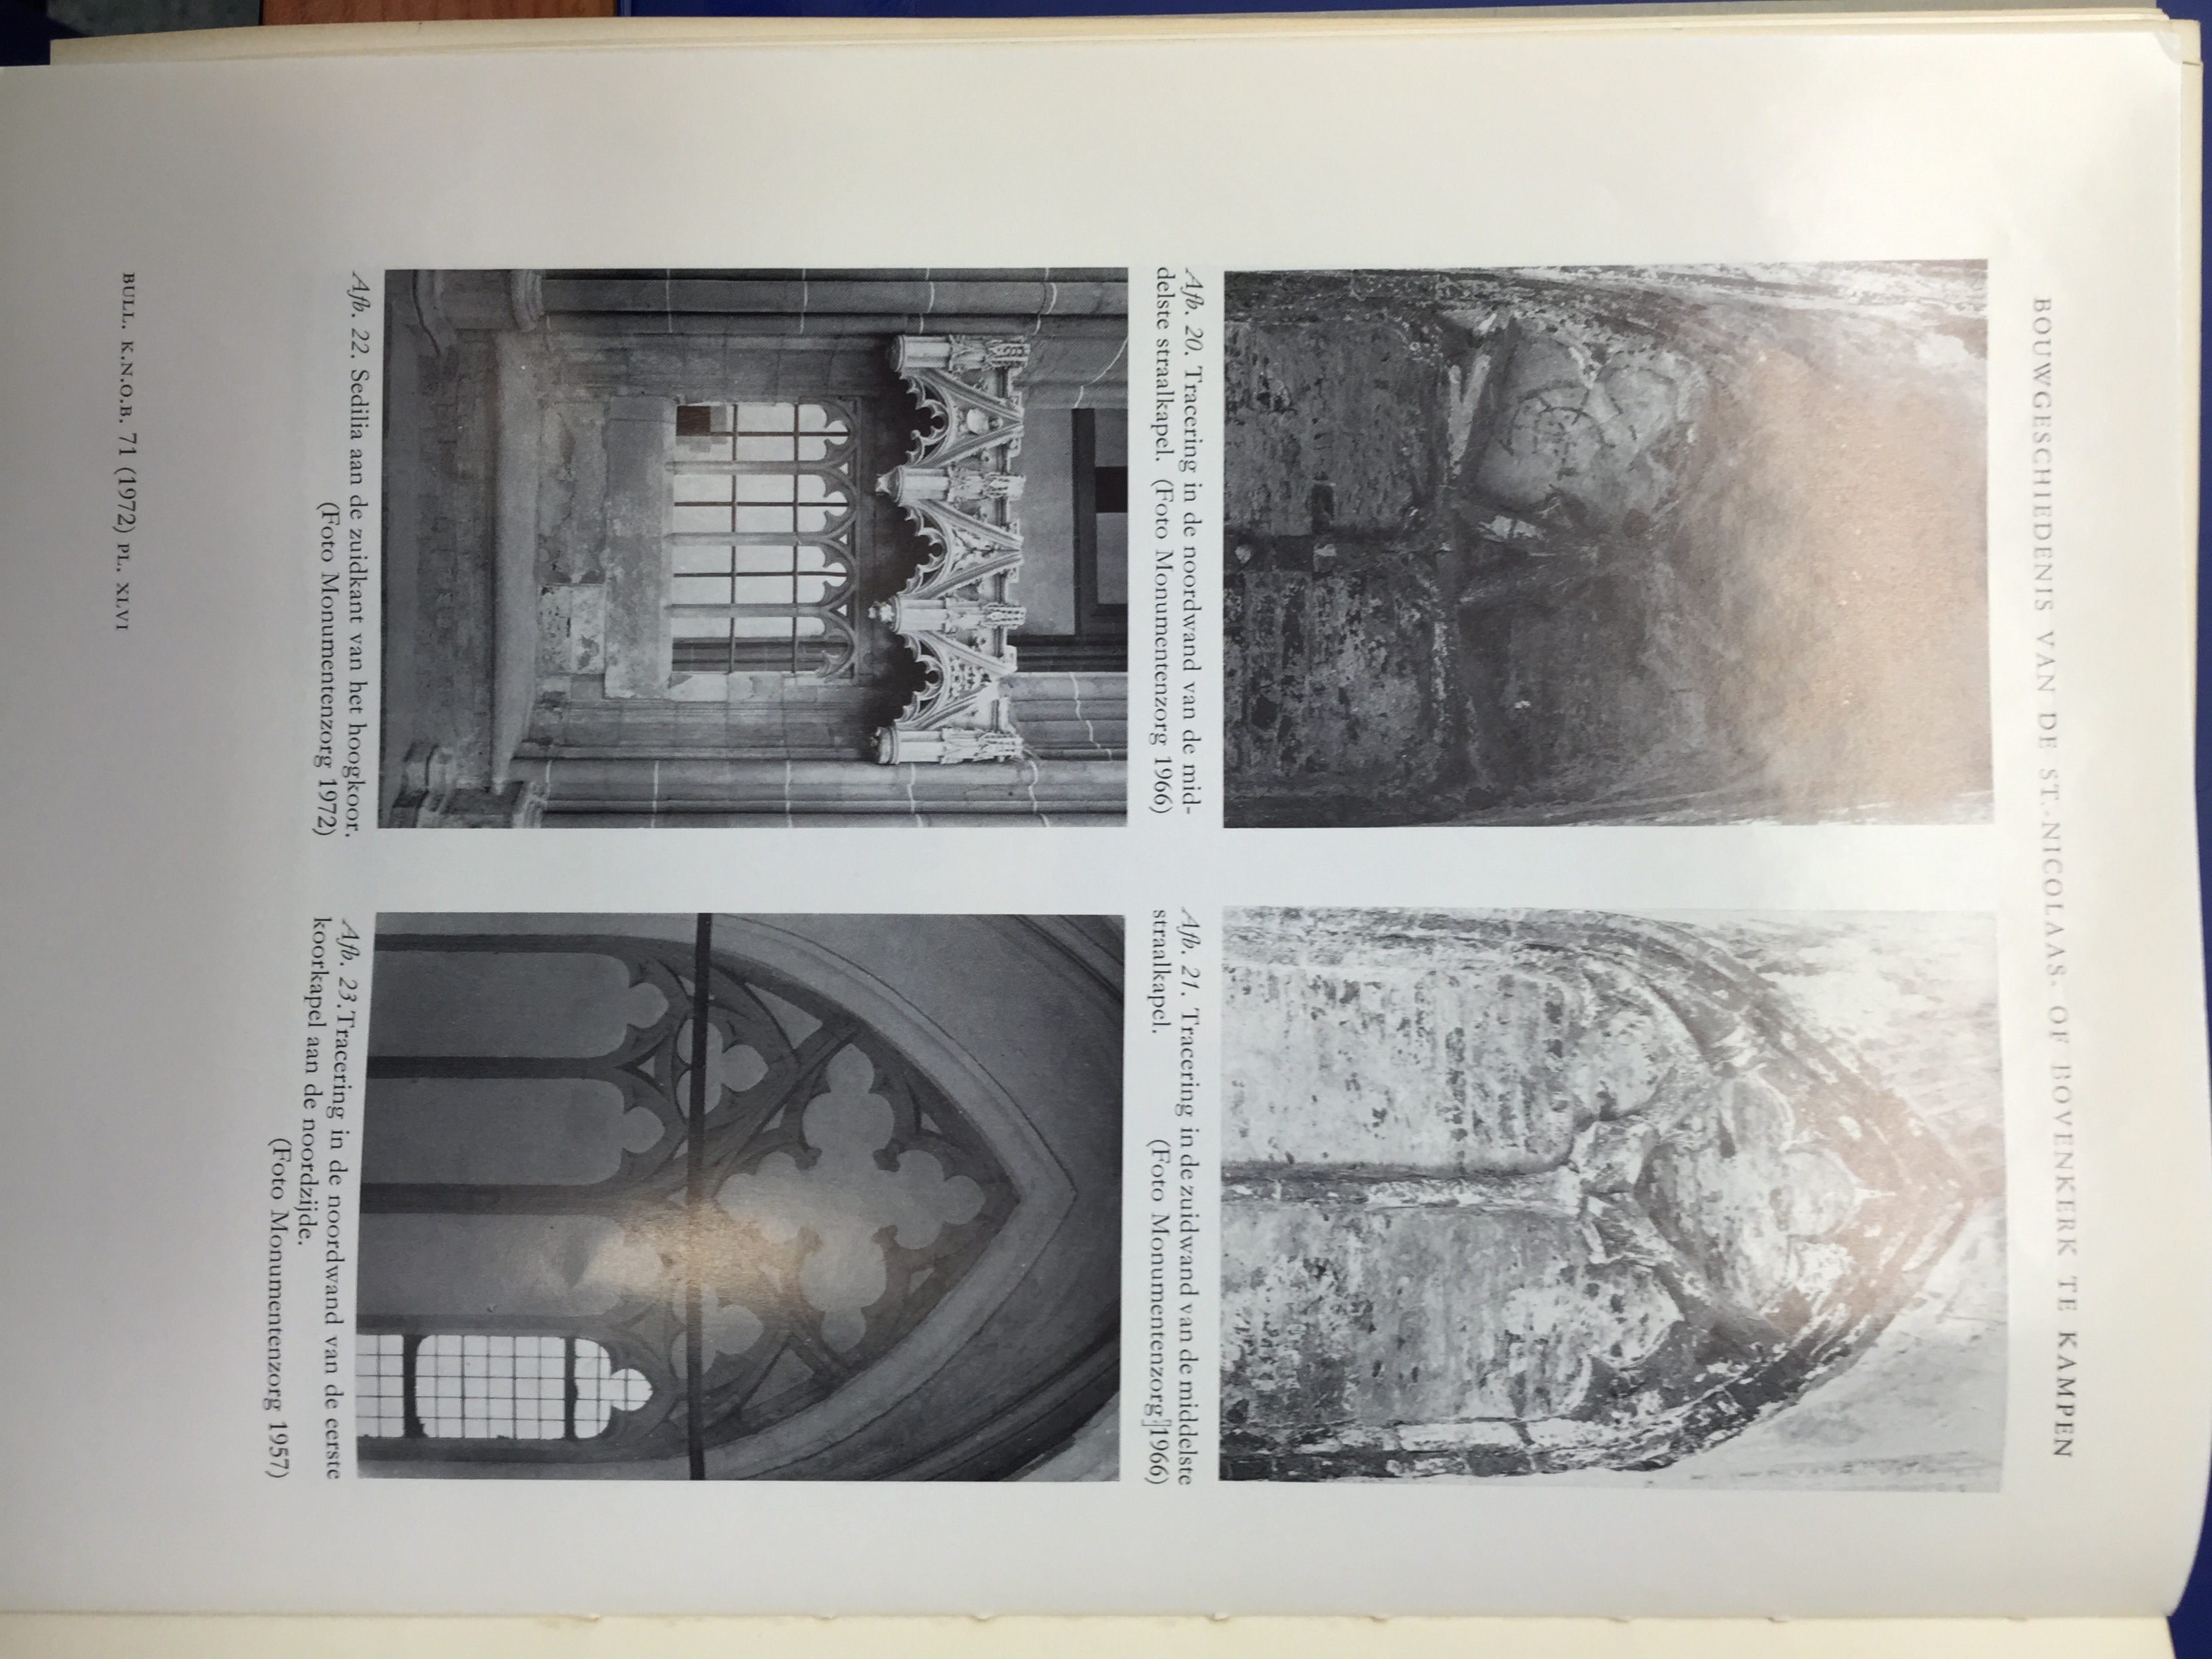 BOUWGESCHIEDENIS VAN DE ST.-NICOLAAS- OF BOVENKERK TE KAMPEN
Afb. 20. Tracering in de noordwand van de mid-
delste straalkapel. (Foto Monumentenzorg 1966)
Afb. 21. Tracering in de zuidwand van de middelste
straalkapel. (Foto Monumentenzorg 1966)
Afb. 22. Sedilia aan de zuidkant van het hoogkoor.
(Foto Monumentenzorg 1972)
Afb. 23. Tracering in de noordwand van de eerste
koorkapel aan de noordzijde.
(Foto Monumentenzorg 1957)
BULL. K.N.O.B. 71 (1972) PL. XLVI